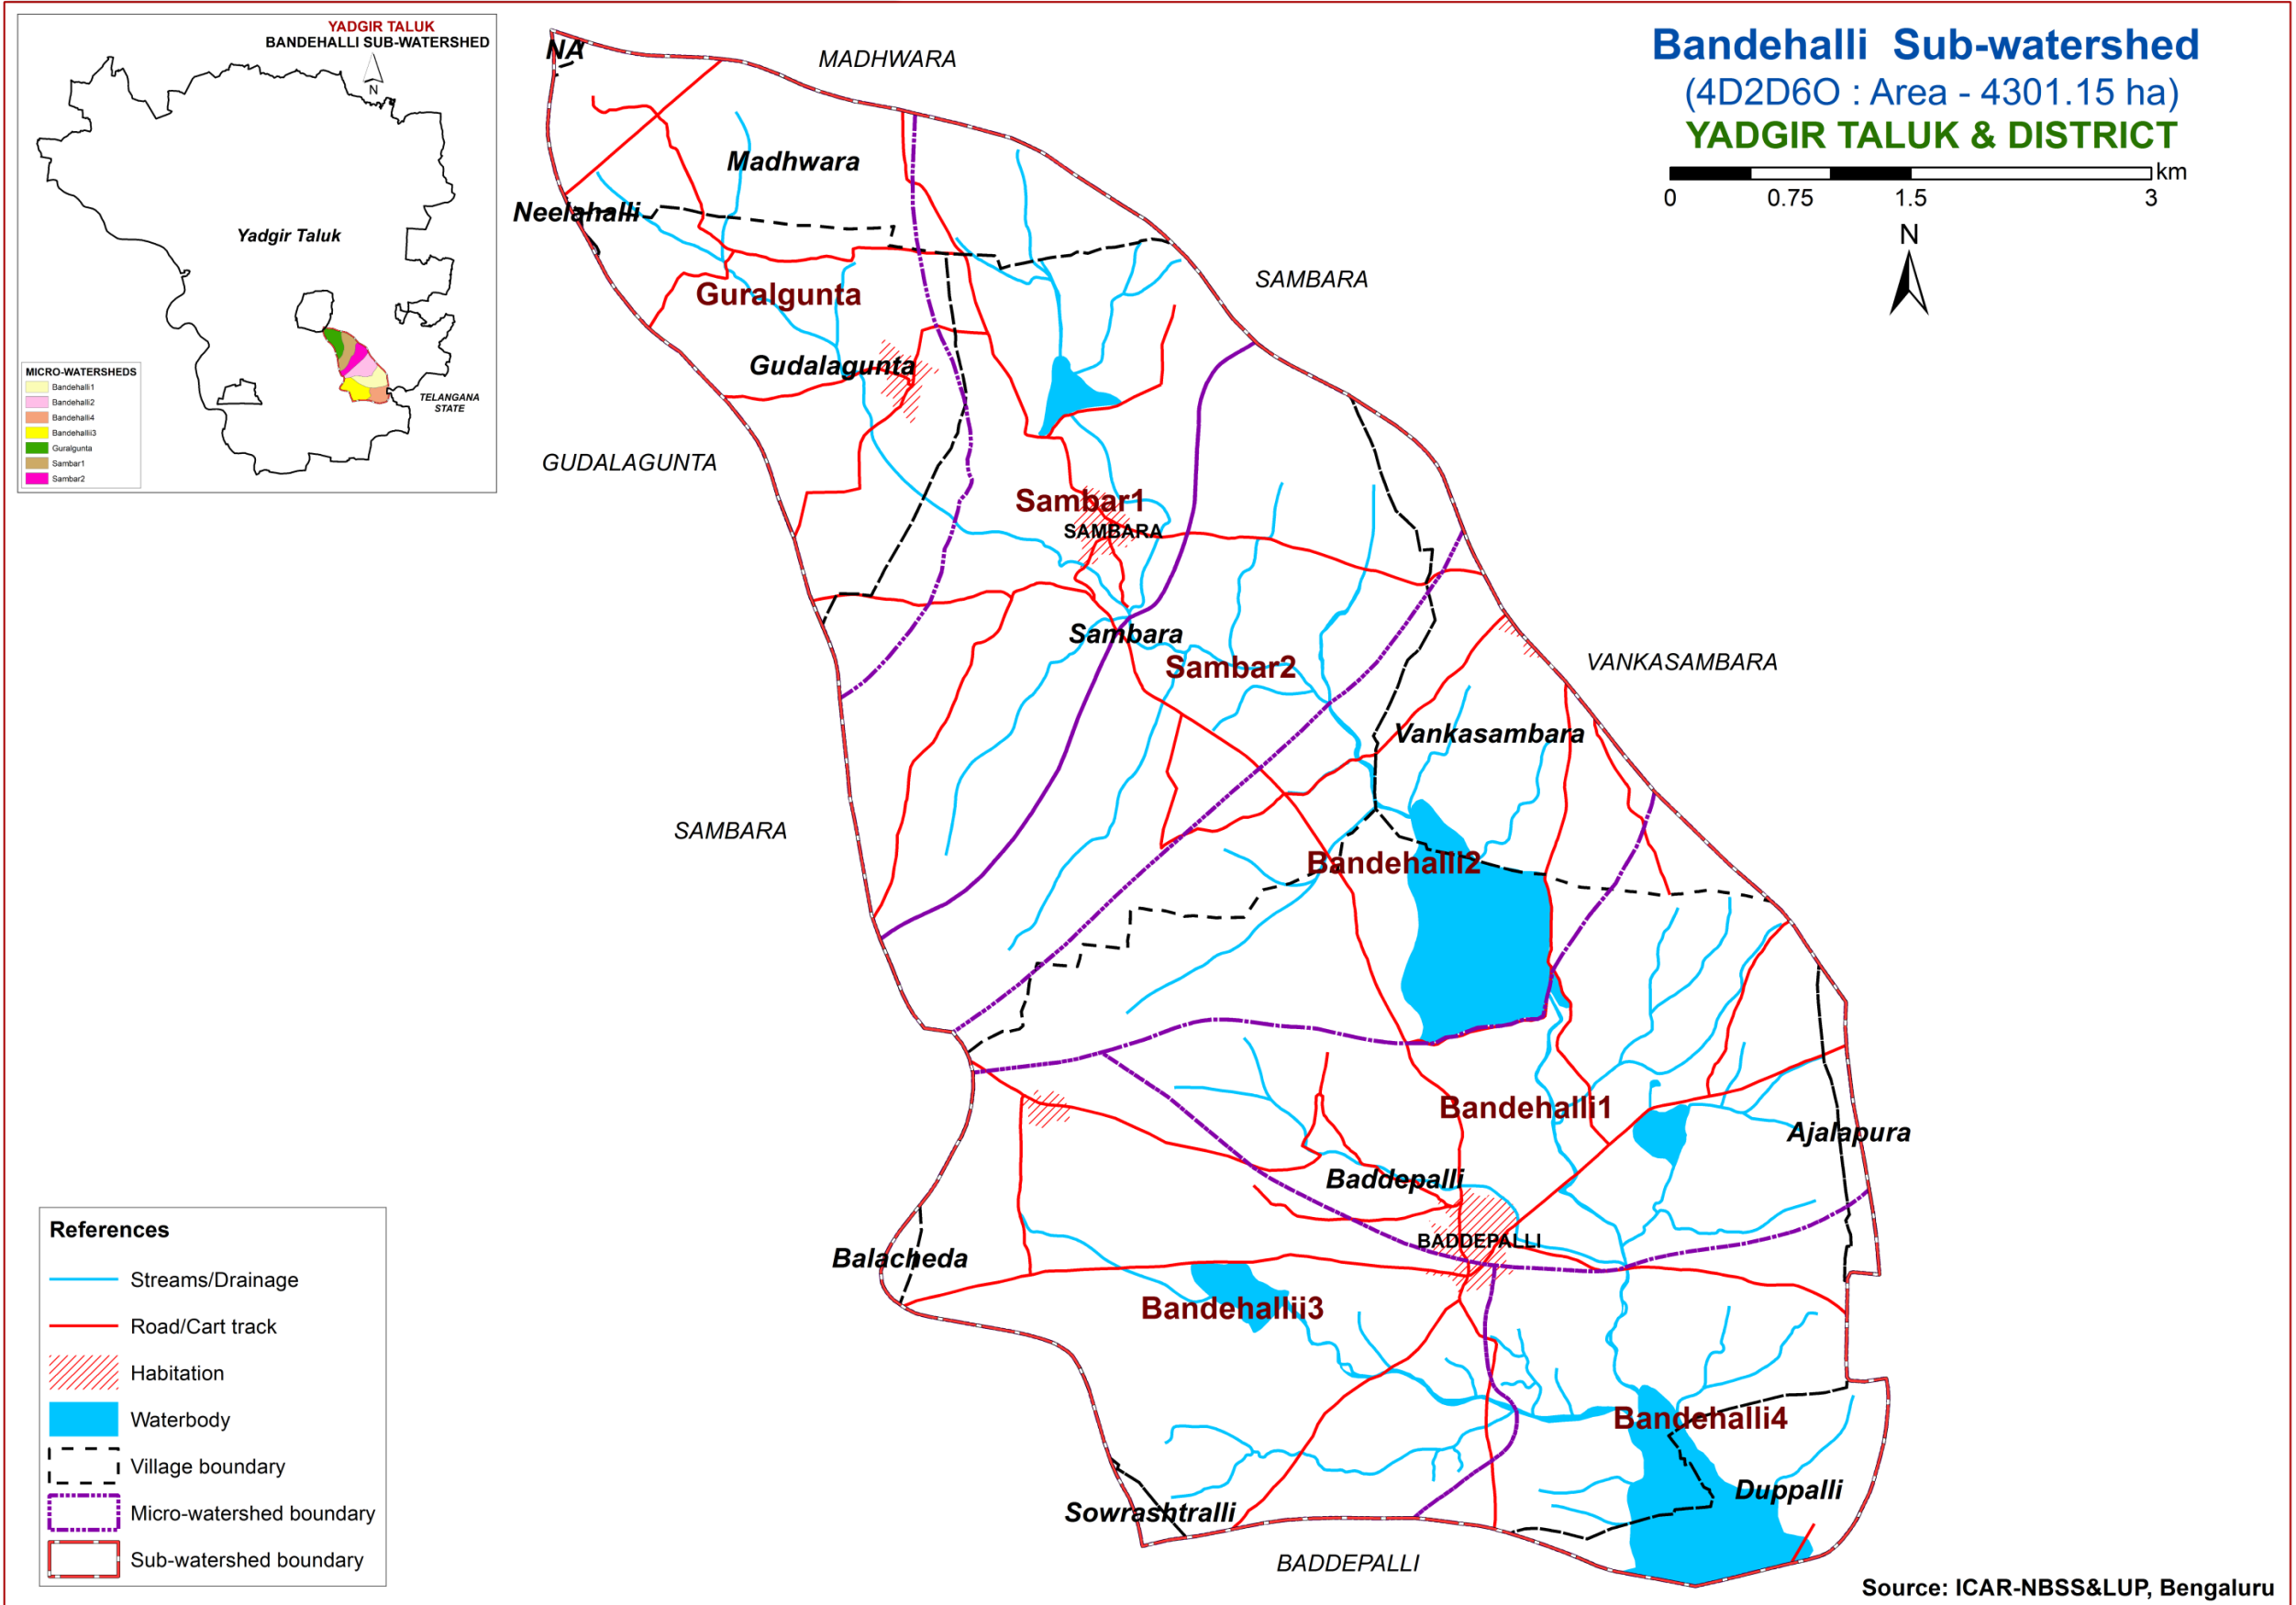 YADGIR TALUK
BANDEHALLI SUB-WATERSHED
N
Yadgir Taluk
TELANGANA
STATE
MICRO-WATERSHEDS
Bandehalli1
Bandehalli2
Bandehalli4
Bandehallii3
Guralgunta
Sambar1
Sambar2
Bandehalli Sub-watershed
(4D2D6O : Area - 4301.15 ha)
YADGIR TALUK & DISTRICT
km
0 0.75 1.5 3
N
NA
MADHWARA
Madhwara
Neelahalli
SAMBARA
Guralgunta
Gudalagunta
GUDALAGUNTA
Sambar1
SAMBARA
Sambara
Sambar2
VANKASAMBARA
Vankasambara
SAMBARA
Bandehalli2
Bandehalli1
Ajalapura
Baddepalli
BADDEPALLI
Balacheda
Bandehallii3
Bandehalli4
Duppalli
Sowrashtralli
BADDEPALLI
References
Streams/Drainage
Road/Cart track
Habitation
Waterbody
Village boundary
Micro-watershed boundary
Sub-watershed boundary
Source: ICAR-NBSS&LUP, Bengaluru